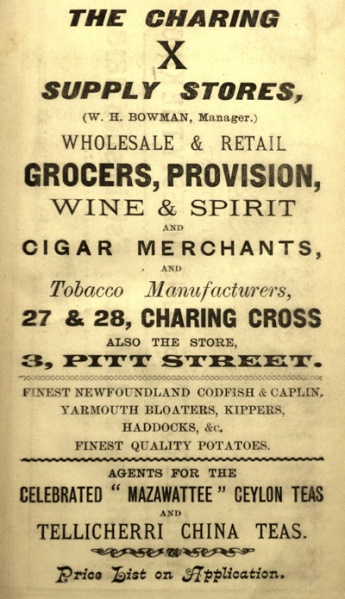 THE CHARING
X
SUPPLY STORES,
(W. H. BOWMAN, Manager.)
WHOLESALE & RETAIL
GROCERS, PROVISION,
WINE & SPIRIT
AND
CIGAR MERCHANTS,
AND
Tobacco Manufacturers,
27 & 28, CHARING CROSS
ALSO THE STORE,
3, PITT STREET.
FINEST NEWFOUNDLAND CODFISH & CAPLIN,
YARMOUTH BLOATERS, KIPPERS,
HADDOCKS, &c.
FINEST QUALITY POTATOES.
AGENTS FOR THE
CELEBRATED "MAZAWATTEE" CEYLON TEAS
AND
TELLICHERRI CHINA TEAS.
Price List on Application.